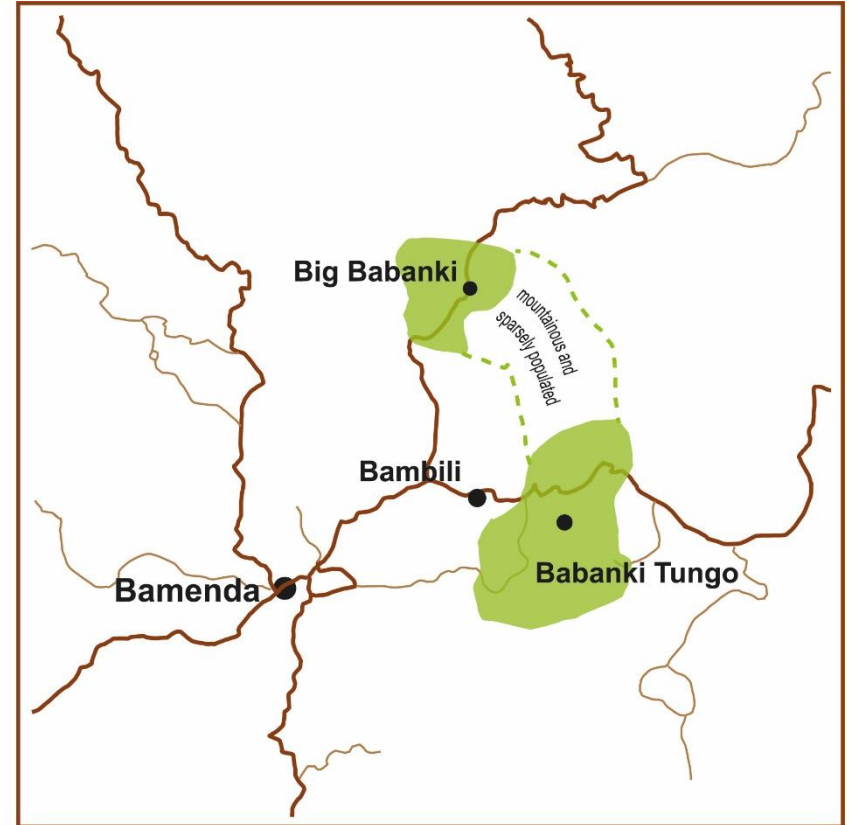 Big Babanki
mountainous and
sparsely populated
Bambili
Babanki Tungo
Bamenda